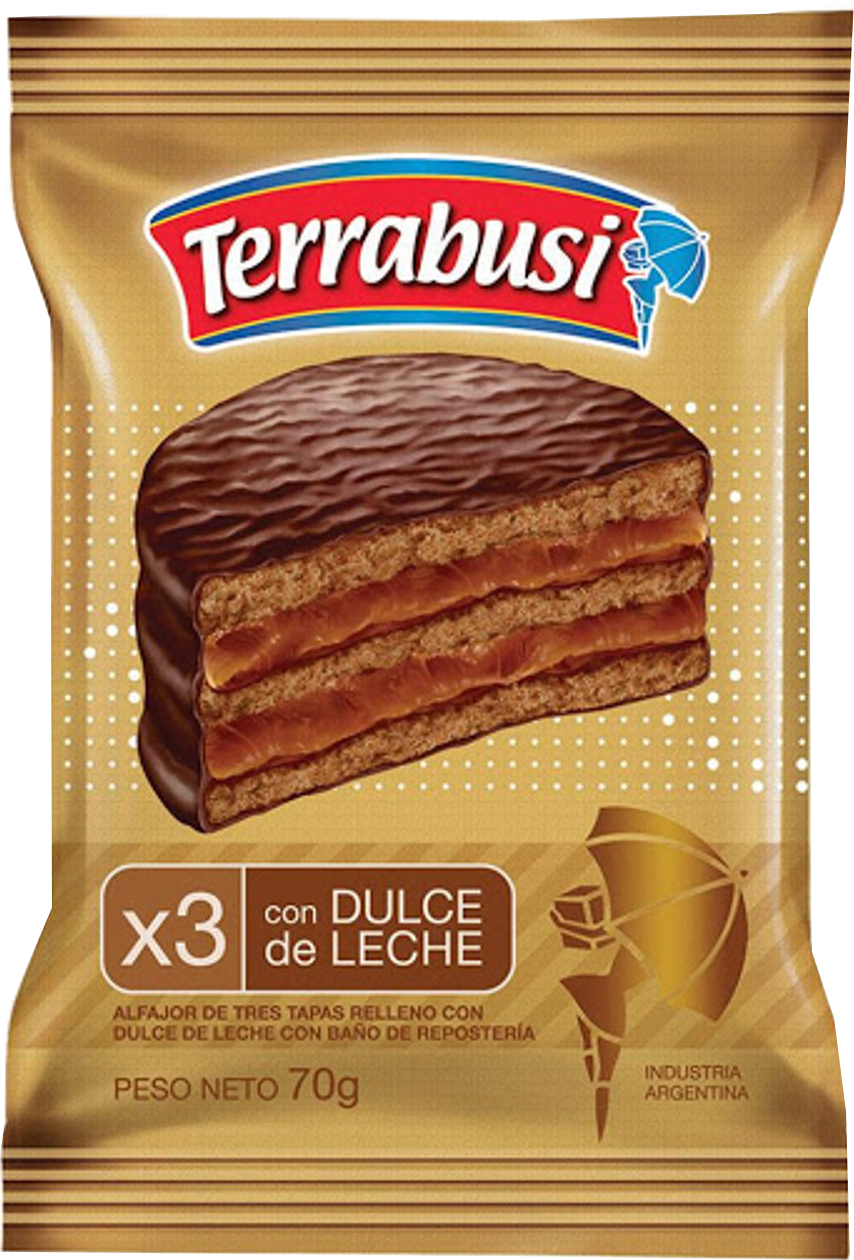 Terrabusi
x3
con DULCE
de LECHE
ALFAJOR DE TRES TAPAS RELLENO CON
DULCE DE LECHE CON BAÑO DE REPOSTERÍA
PESO NETO 70g
INDUSTRIA
ARGENTINA